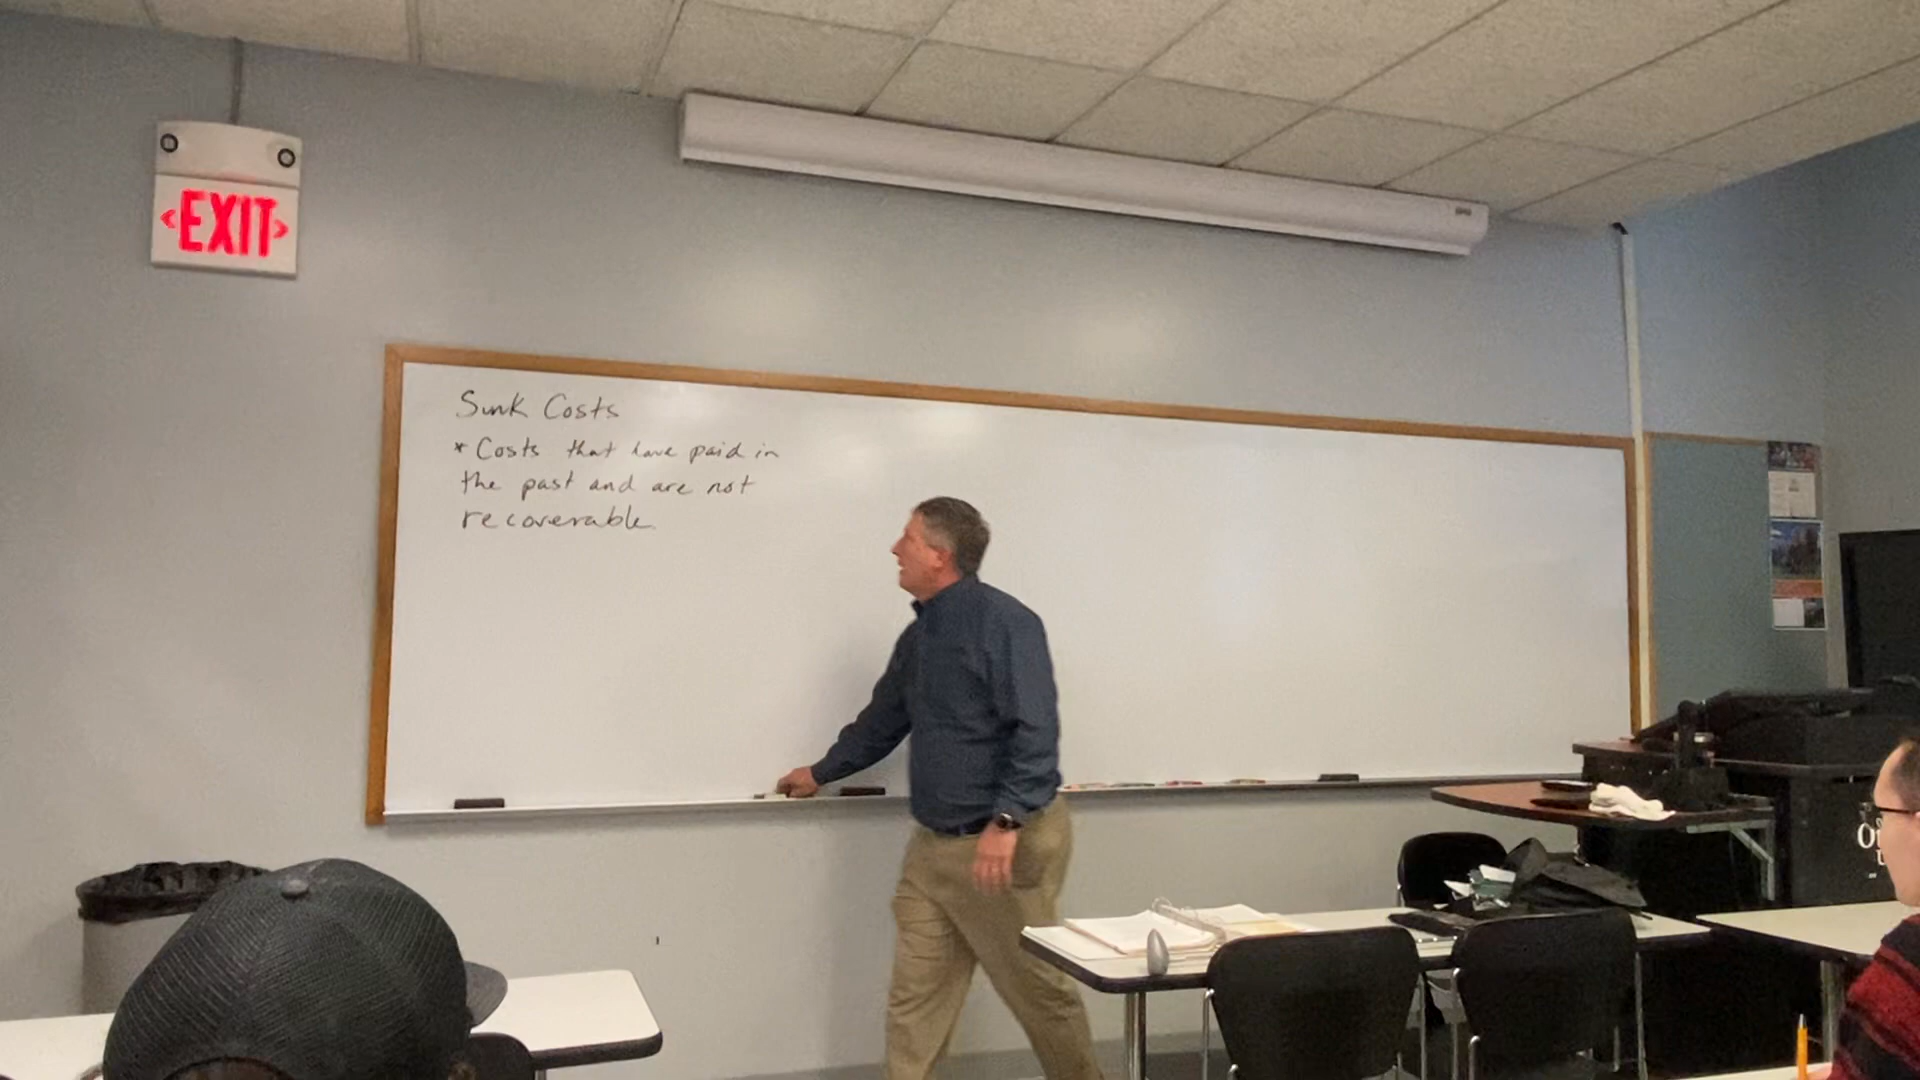 EXIT
Sunk Costs
* Costs that have paid in
the past and are not
recoverable.